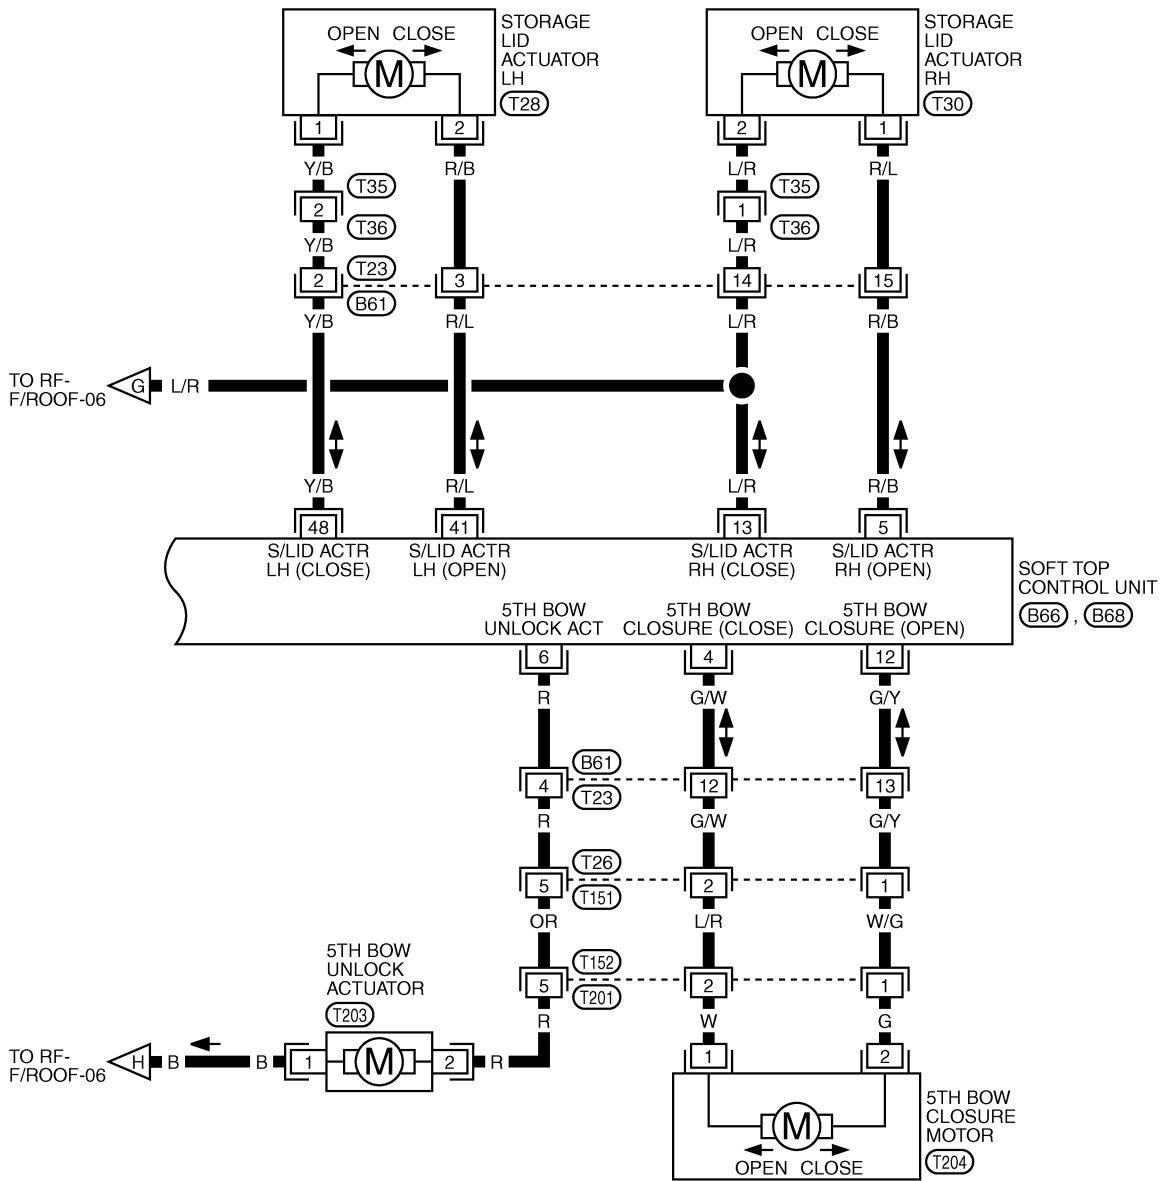 OPEN CLOSE
M
STORAGE
LID
ACTUATOR
LH
T28
OPEN CLOSE
M
STORAGE
LID
ACTUATOR
RH
T30
1 2 2 1
Y/B R/B L/R R/L
T35 T35
2 1
T36 T36
Y/B L/R
T23
2 3 14 15
B61
Y/B R/L L/R R/B
TO RF-
F/ROOF-06
G L/R
Y/B R/L L/R R/B
48 41 13 5
S/LID ACTR
LH (CLOSE)
S/LID ACTR
LH (OPEN)
S/LID ACTR
RH (CLOSE)
S/LID ACTR
RH (OPEN)
SOFT TOP
CONTROL UNIT
B66 , B68
5TH BOW
UNLOCK ACT
5TH BOW
CLOSURE (CLOSE)
5TH BOW
CLOSURE (OPEN)
6 4 12
R G/W G/Y
B61
4 12 13
T23
R G/W G/Y
T26
5 2 1
T151
OR L/R W/G
T152
5 2 1
T201
R W G
5TH BOW
UNLOCK
ACTUATOR
T203
TO RF-
F/ROOF-06
H B B 1 M 2 R
1 2
M
OPEN CLOSE
5TH BOW
CLOSURE
MOTOR
T204